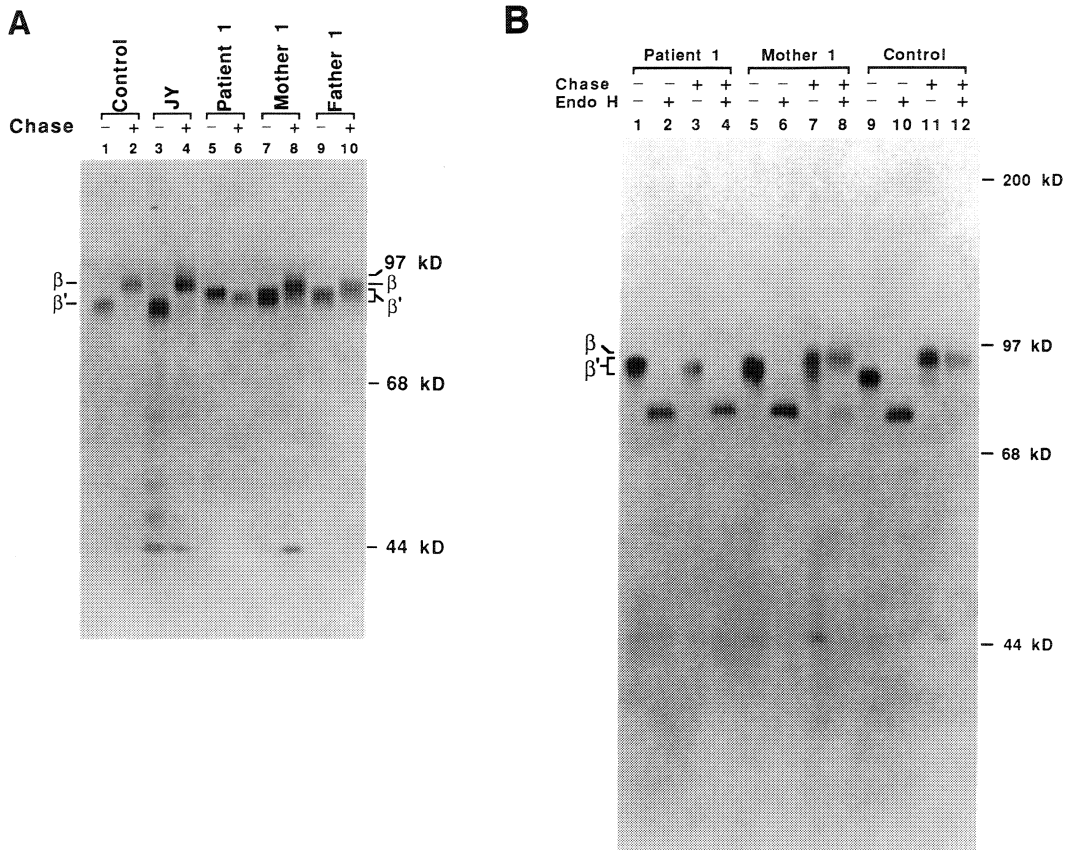 A
Control JY Patient 1 Mother 1 Father 1
Chase − + − + − + − + − +
1 2 3 4 5 6 7 8 9 10
97 kD
β β
β' β'
68 kD
44 kD
B
Patient 1 Mother 1 Control
Chase − − + + − − + + − − + +
Endo H − + − + − + − + − + − +
1 2 3 4 5 6 7 8 9 10 11 12
200 kD
β 97 kD
β'
68 kD
44 kD